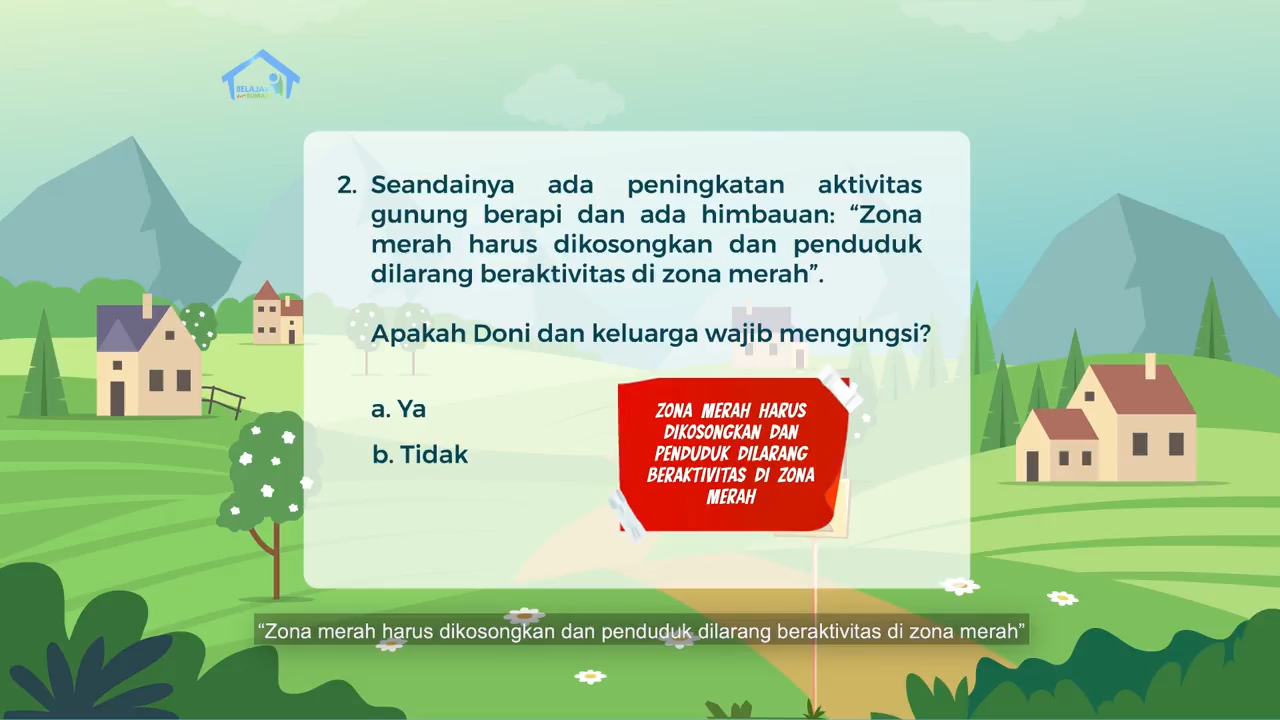 BELAJAR
dari RUMAH
2. Seandainya ada peningkatan aktivitas
gunung berapi dan ada himbauan: “Zona
merah harus dikosongkan dan penduduk
dilarang beraktivitas di zona merah”.
Apakah Doni dan keluarga wajib mengungsi?
a. Ya
b. Tidak
ZONA MERAH HARUS
DIKOSONGKAN DAN
PENDUDUK DILARANG
BERAKTIVITAS DI ZONA
MERAH
“Zona merah harus dikosongkan dan penduduk dilarang beraktivitas di zona merah”